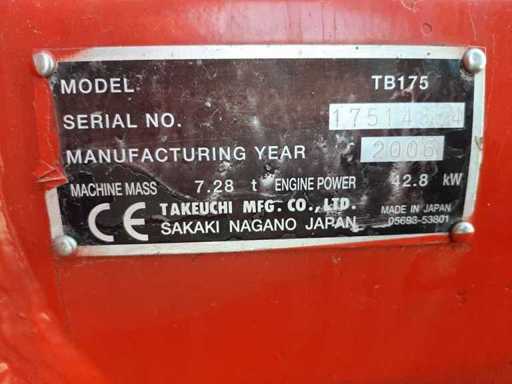 MODEL TB175
SERIAL NO.
MANUFACTURING YEAR 2006
MACHINE MASS 7.28 t ENGINE POWER 42.8 kW
CE TAKEUCHI MFG. CO., LTD. MADE IN JAPAN
SAKAKI NAGANO JAPAN 05693-53801